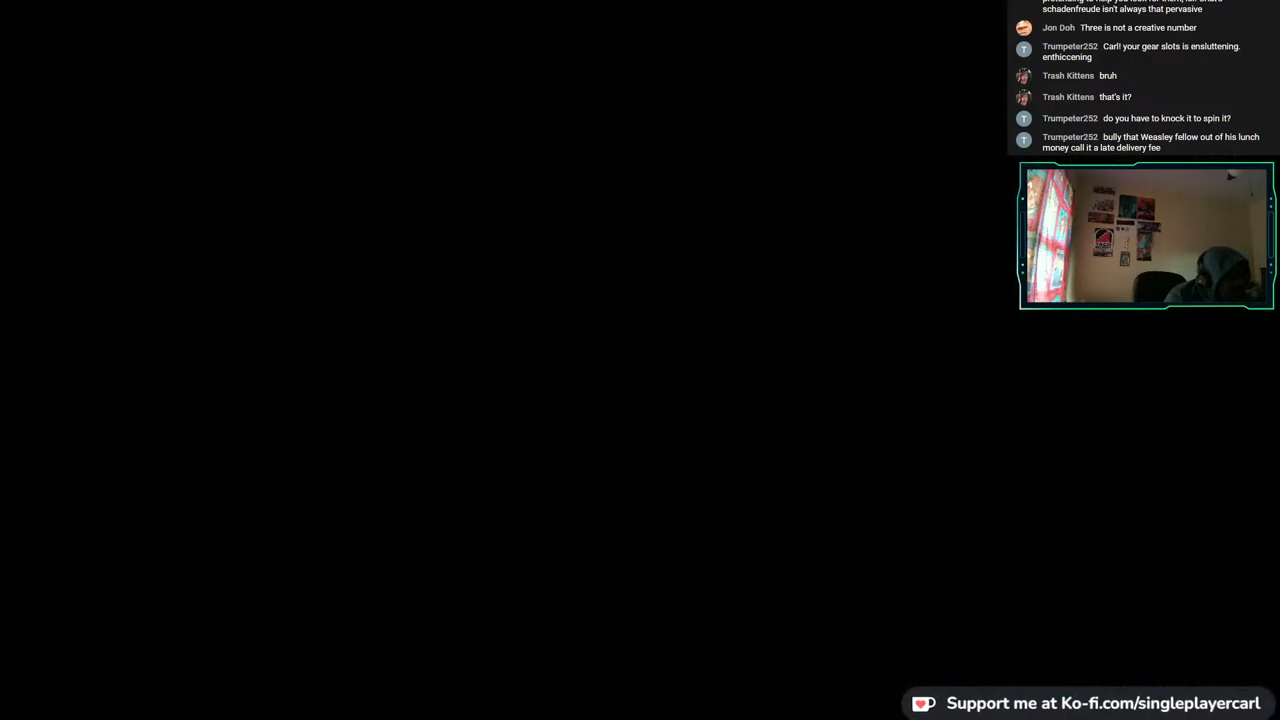 schadenfreude isn't always that pervasive
Jon Doh Three is not a creative number
Trumpeter252 Carl! your gear slots is ensluttening.
enthiccening
Trash Kittens bruh
Trash Kittens that's it?
T Trumpeter252 do you have to knock it to spin it?
T Trumpeter252 bully that Weasley fellow out of his lunch
money call it a late delivery fee
Support me at Ko-fi.com/singleplayercarl